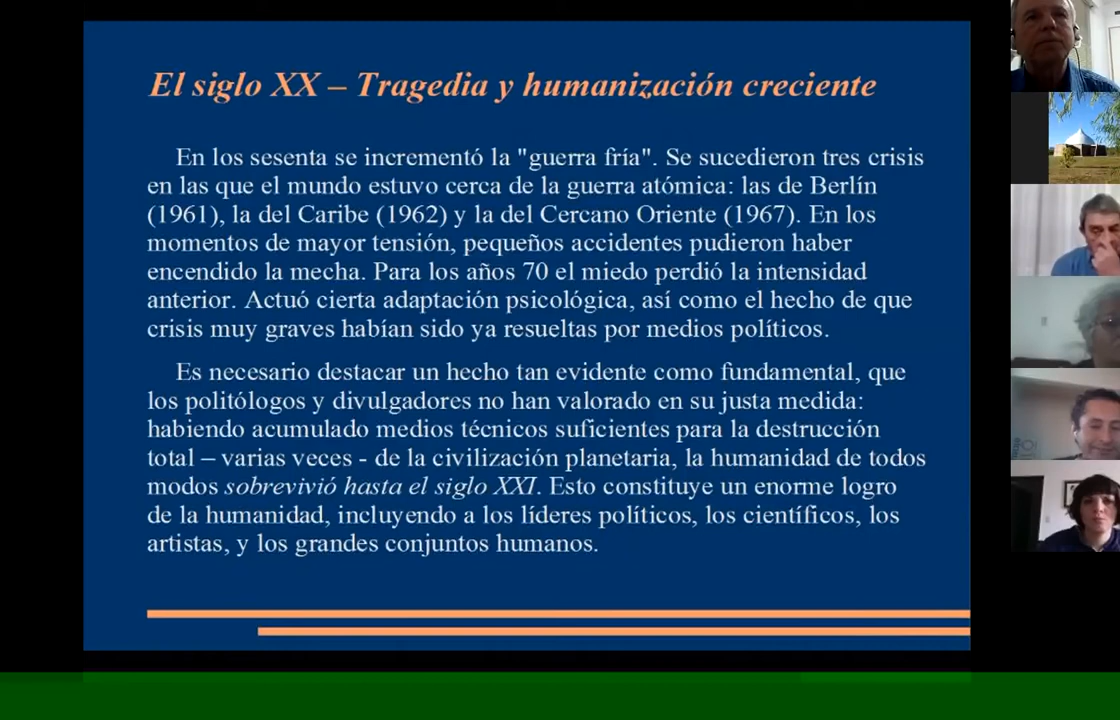 El siglo XX – Tragedia y humanización creciente
En los sesenta se incrementó la "guerra fría". Se sucedieron tres crisis
en las que el mundo estuvo cerca de la guerra atómica: las de Berlín
(1961), la del Caribe (1962) y la del Cercano Oriente (1967). En los
momentos de mayor tensión, pequeños accidentes pudieron haber
encendido la mecha. Para los años 70 el miedo perdió la intensidad
anterior. Actuó cierta adaptación psicológica, así como el hecho de que
crisis muy graves habían sido ya resueltas por medios políticos.
Es necesario destacar un hecho tan evidente como fundamental, que
los politólogos y divulgadores no han valorado en su justa medida:
habiendo acumulado medios técnicos suficientes para la destrucción
total – varias veces - de la civilización planetaria, la humanidad de todos
modos sobrevivió hasta el siglo XXI. Esto constituye un enorme logro
de la humanidad, incluyendo a los líderes políticos, los científicos, los
artistas, y los grandes conjuntos humanos.